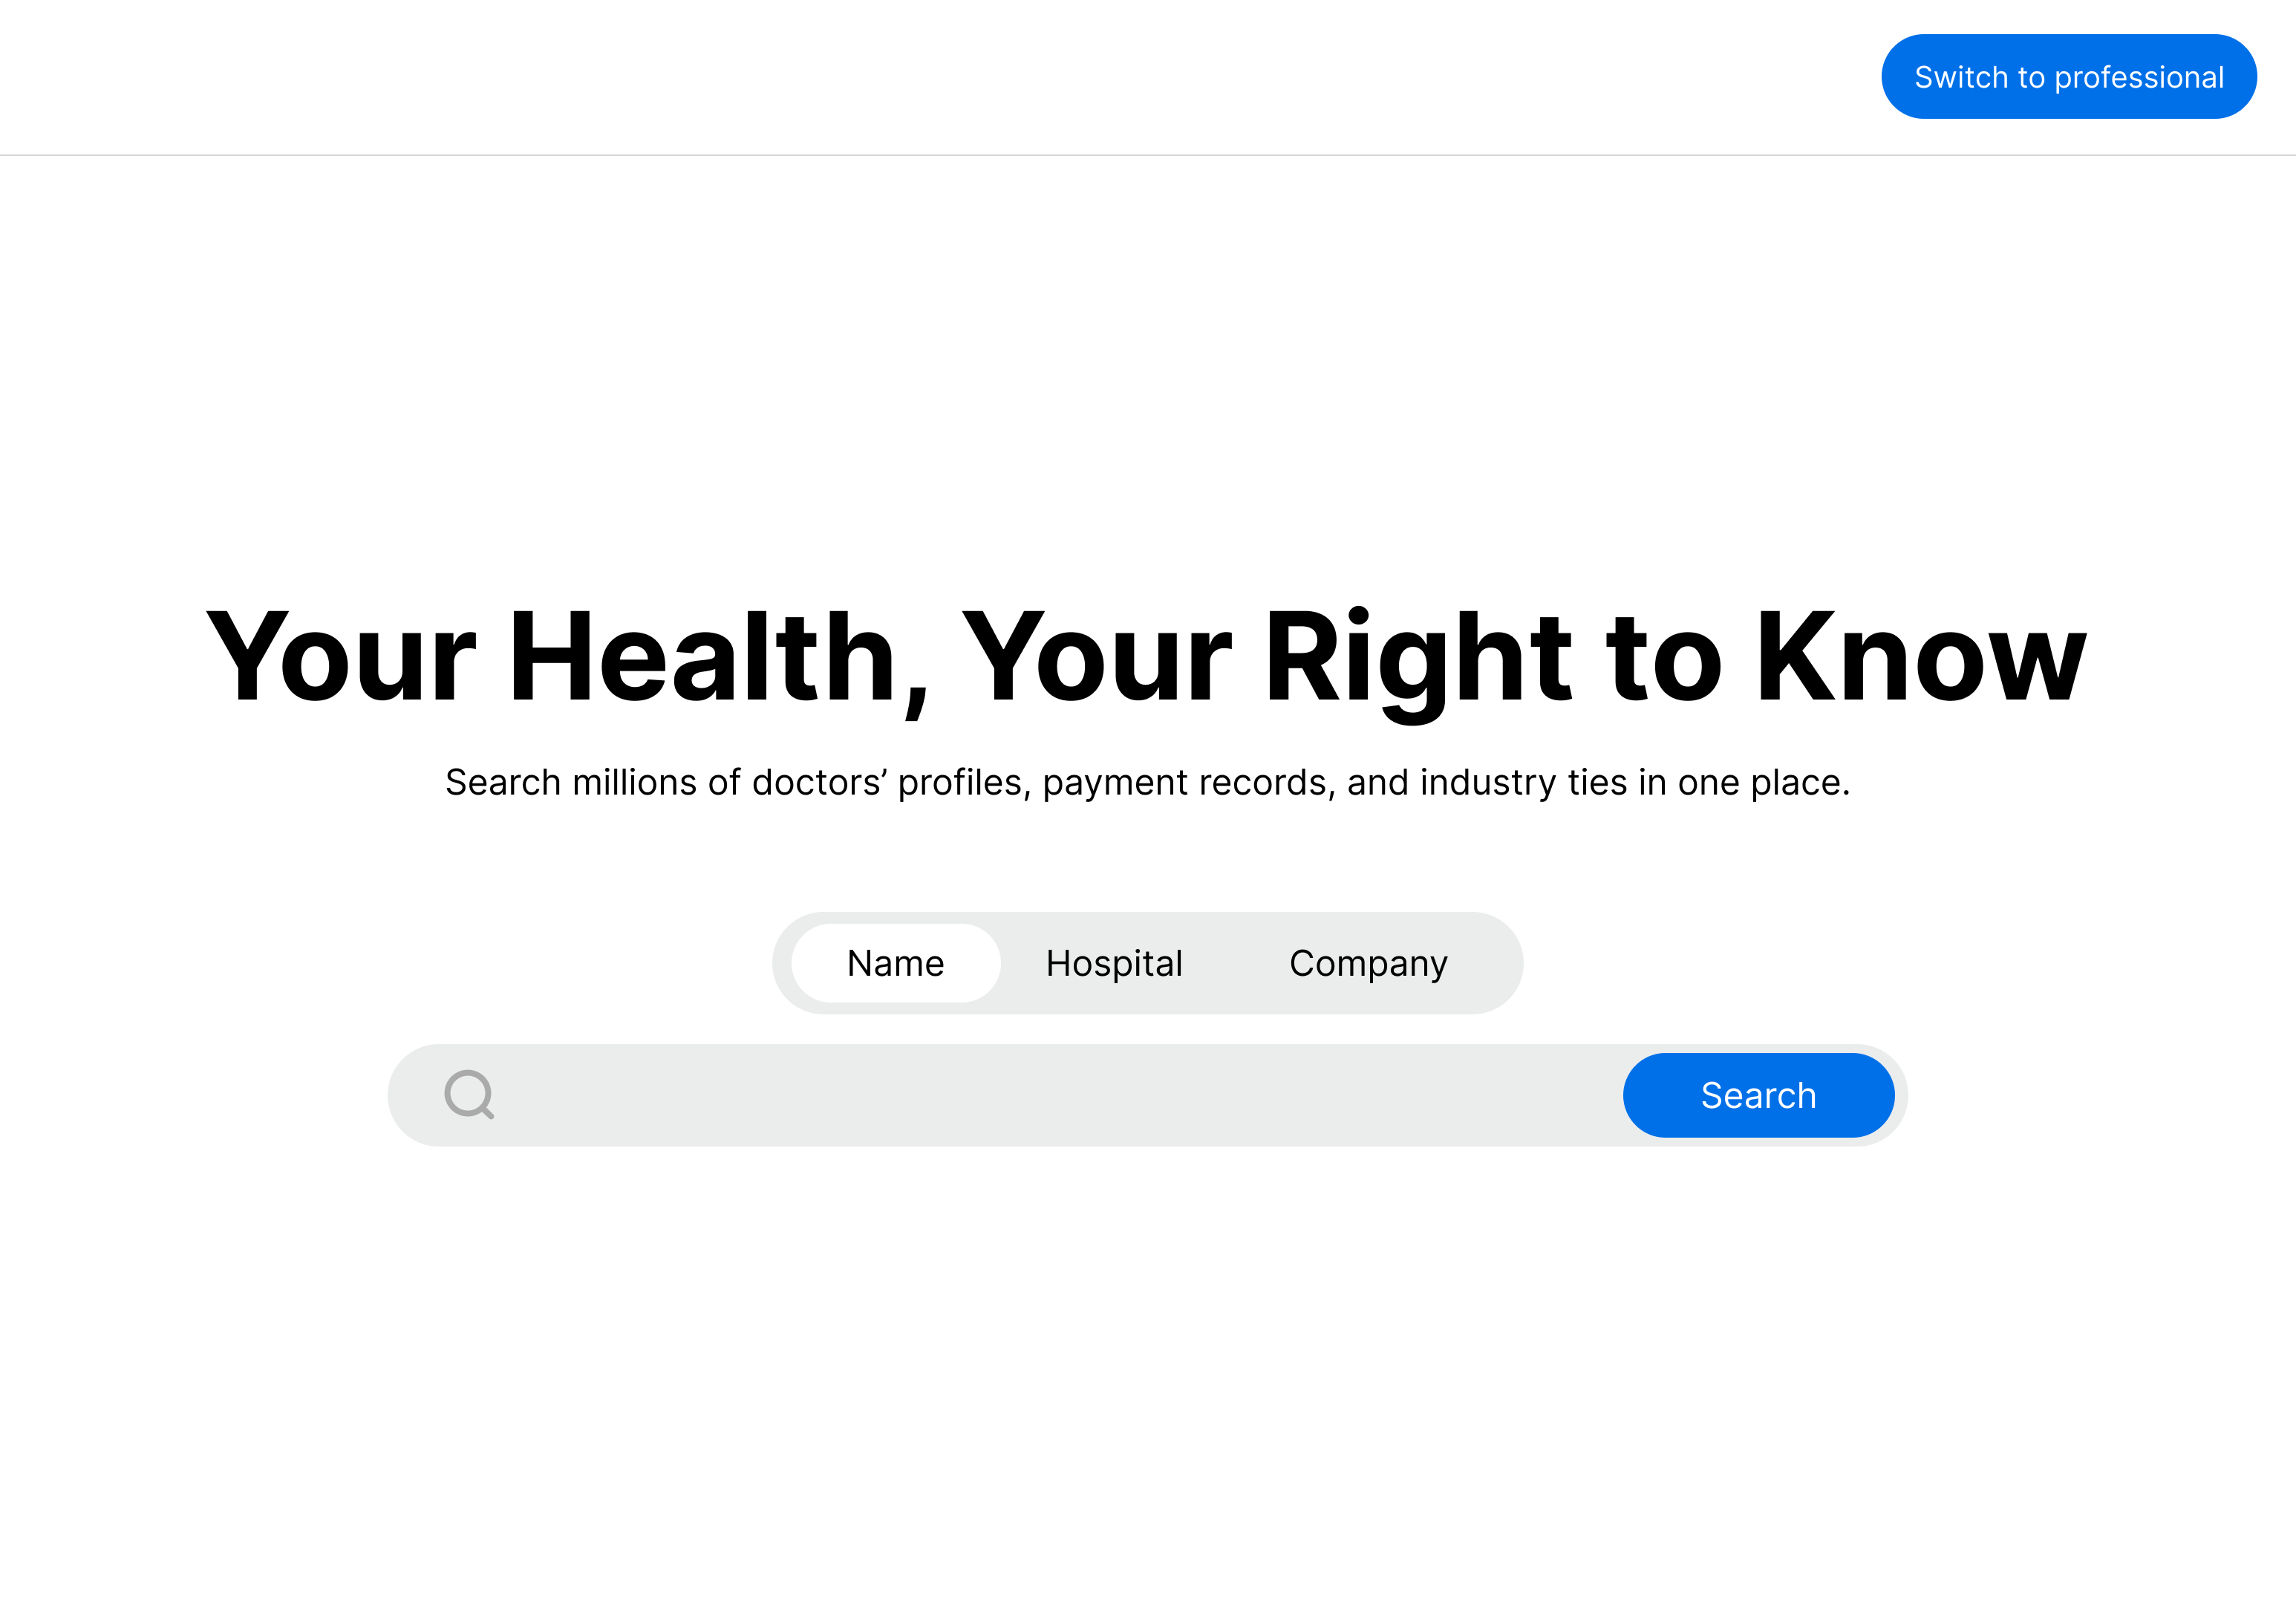 Switch to professional
Your Health, Your Right to Know
Search millions of doctors’ profiles, payment records, and industry ties in one place.
Name Hospital Company
Search